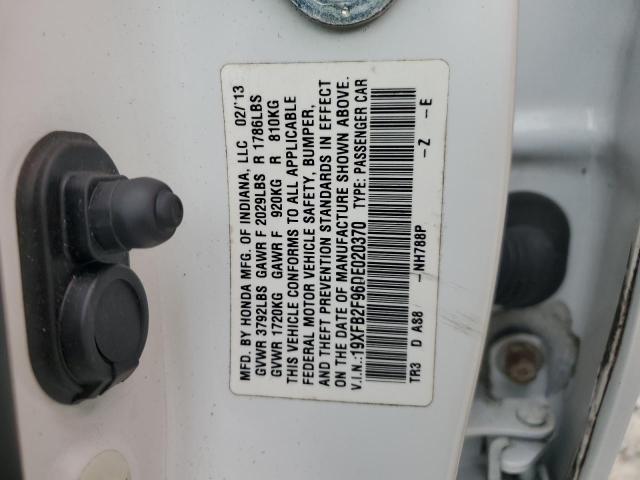 MFD. BY HONDA MFG. OF INDIANA, LLC 02/'13
GVWR 3792LBS GAWR F 2029LBS R 1786LBS
GVWR 1720KG GAWR F 920KG R 810KG
THIS VEHICLE CONFORMS TO ALL APPLICABLE
FEDERAL MOTOR VEHICLE SAFETY, BUMPER,
AND THEFT PREVENTION STANDARDS IN EFFECT
ON THE DATE OF MANUFACTURE SHOWN ABOVE.
V.I.N.:19XFB2F96DE020370 TYPE: PASSENGER CAR
TR3 D A88 -NH788P -Z -E